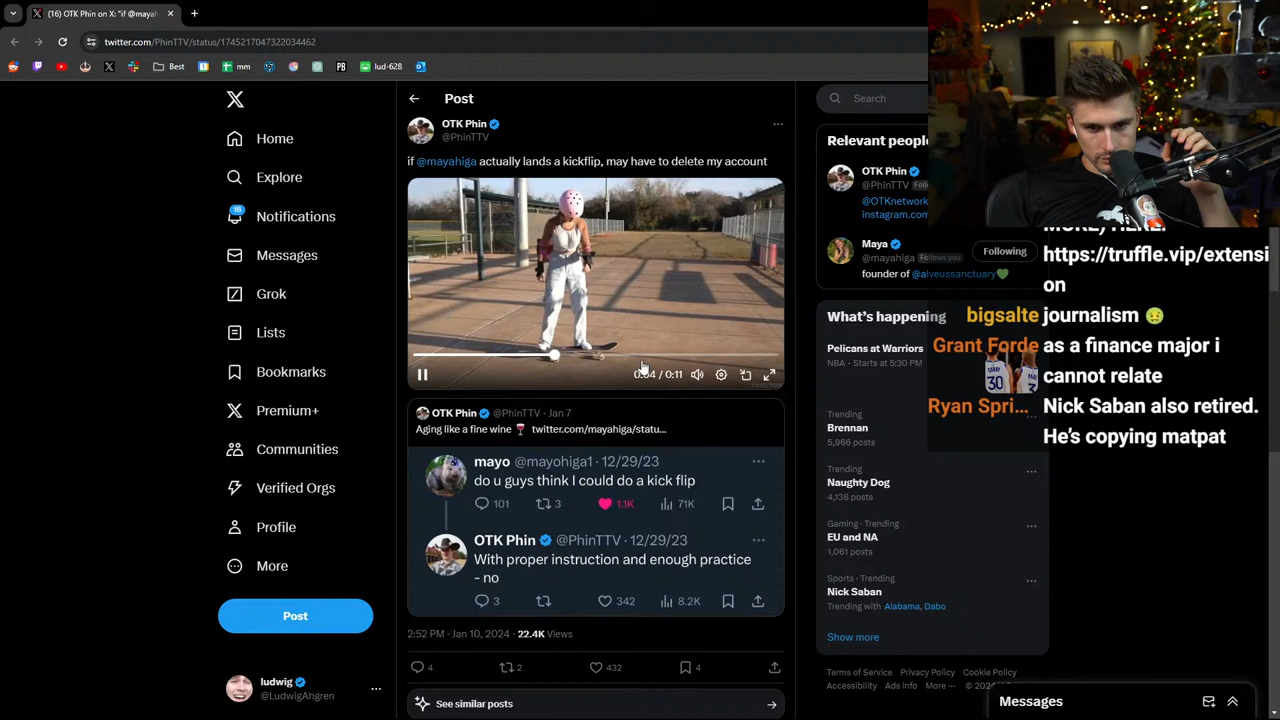 (16) OTK Phin on X: "if @mayah
twitter.com/PhinTTV/status/1745217047322034462
Best
mm
PB
lud-628
Home
Explore
16
Notifications
Messages
Grok
Lists
Bookmarks
Premium+
Communities
Verified Orgs
Profile
More
Post
ludwig
@LudwigAhgren
Post
OTK Phin
@PhinTTV
if @mayahiga actually lands a kickflip, may have to delete my account
0:04 / 0:11
OTK Phin @PhinTTV · Jan 7
Aging like a fine wine 🍷 twitter.com/mayahiga/statu...
mayo @mayohiga1 · 12/29/23
do u guys think I could do a kick flip
101 3 1.1K 71K
OTK Phin @PhinTTV · 12/29/23
With proper instruction and enough practice
- no
3 342 8.2K
2:52 PM · Jan 10, 2024 · 22.4K Views
4 2 432 4
See similar posts
Search
Relevant peopl
OTK Phin
@PhinTTV
@OTKnetwork
instagram.com
Maya
@mayahiga Follows you
Following
founder of @alveussanctuary💚
What's happening
Pelicans at Warriors
NBA · Starts at 5:30 PM
Trending
Brennan
5,966 posts
Trending
Naughty Dog
4,138 posts
Gaming · Trending
EU and NA
1,061 posts
Sports · Trending
Nick Saban
Trending with Alabama, Dabo
Show more
Terms of Service Privacy Policy Cookie Policy
Accessibility Ads info More ··· © 202
Messages
MORE) HERE:
https://truffle.vip/extensi
on
bigsalte journalism 🤢
Grant Forde as a finance major i
cannot relate
Ryan Spri... Nick Saban also retired.
He's copying matpat